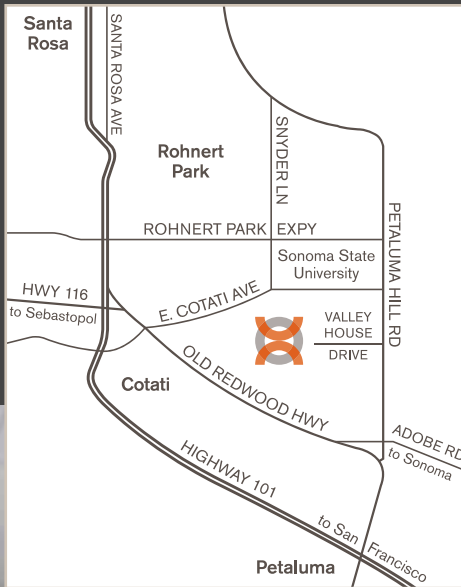 Santa
Rosa
SANTA ROSA AVE
Rohnert
Park
SNYDER LN
PETALUMA HILL RD
ROHNERT PARK EXPY
Sonoma State
University
HWY 116
to Sebastopol
E. COTATI AVE
VALLEY
HOUSE
DRIVE
Cotati
OLD REDWOOD HWY
ADOBE RD
to Sonoma
HIGHWAY 101
to San Francisco
Petaluma